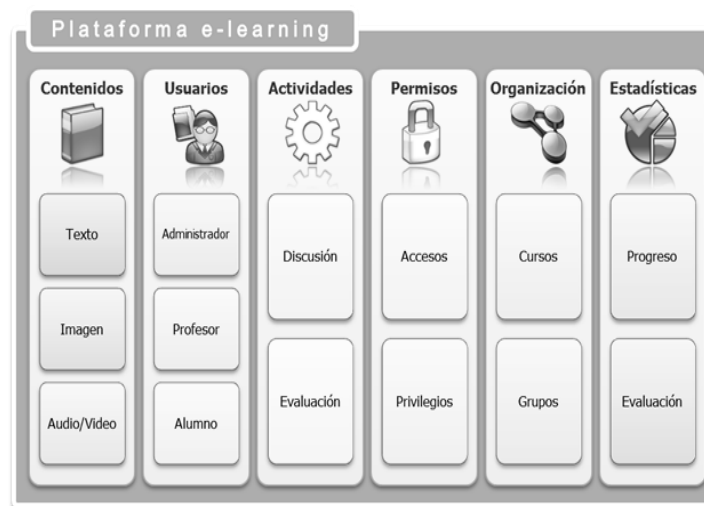 Plataforma e-learning
Contenidos
Texto
Imagen
Audio/Video
Usuarios
Administrador
Profesor
Alumno
Actividades
Discusión
Evaluación
Permisos
Accesos
Privilegios
Organización
Cursos
Grupos
Estadísticas
Progreso
Evaluación